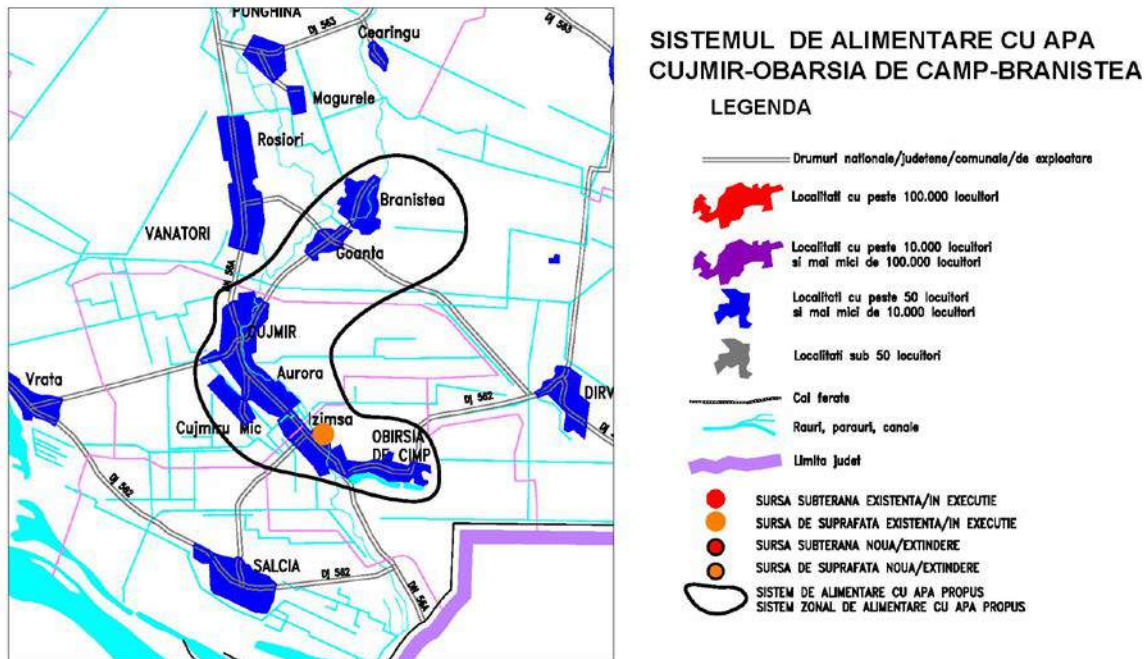 PUNGHINA
Dj 563
Cearingu
Dj 563
Magurele
Rosiori
Branistea
VANATORI
Goanta
DN 56A
CUJMIR
Aurora
Vrata
Dj 562
DIRV
Izimsa
Cujmiru Mic
OBIRSIA
DE CIMP
Dj 562
SALCIA
Dj 562
DN 56A
SISTEMUL DE ALIMENTARE CU APA
CUJMIR-OBARSIA DE CAMP-BRANISTEA
LEGENDA
Drumuri nationale/judetene/comunale/de exploatare
Localitati cu peste 100.000 locuitori
Localitati cu peste 10.000 locuitori
si mai mici de 100.000 locuitori
Localitati cu peste 50 locuitori
si mai mici de 10.000 locuitori
Localitati sub 50 locuitori
Cai ferate
Rauri, parauri, canale
Limita judet
SURSA SUBTERANA EXISTENTA/IN EXECUTIE
SURSA DE SUPRAFATA EXISTENTA/IN EXECUTIE
SURSA SUBTERANA NOUA/EXTINDERE
SURSA DE SUPRAFATA NOUA/EXTINDERE
SISTEM DE ALIMENTARE CU APA PROPUS
SISTEM ZONAL DE ALIMENTARE CU APA PROPUS